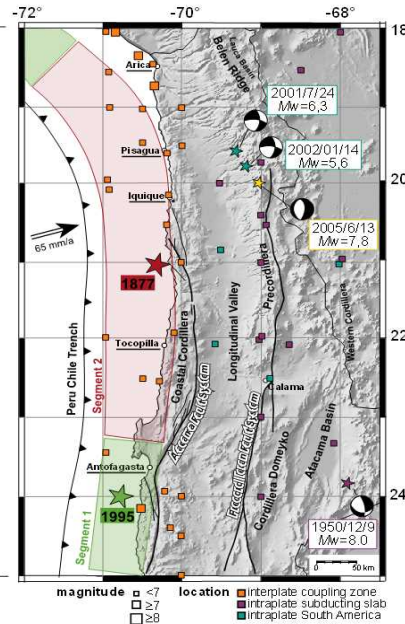 -72
-70
-68
18
Arica
Lauca Basin
Belen Ridge
2001/7/24
Mw=6,3
2002/01/14
Mw=5,6
Pisagua
20
Iquique
2005/6/13
Mw=7,8
65 mm/a
1877
Precordillera
Longitudinal Valley
Coastal Cordillera
Western Cordillera
22
Tocopilla
Peru Chile Trench
Segment 2
Calama
Atacama Fault System
Precordilleran Fault System
Cordillera Domeyko
Atacama Basin
Antofagasta
24
1995
Segment 1
1950/12/9
Mw=8.0
0 50 km
magnitude
<7
≥7
≥8
location
interplate coupling zone
intraplate subducting slab
intraplate South America